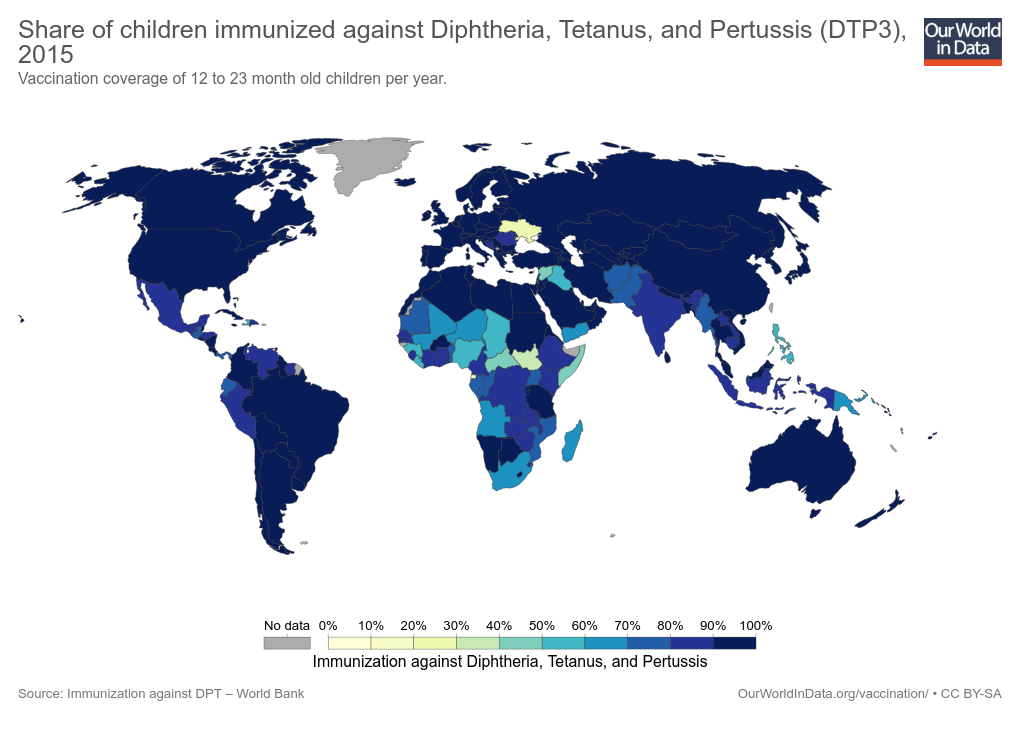 Share of children immunized against Diphtheria, Tetanus, and Pertussis (DTP3),
2015
Our World
in Data
Vaccination coverage of 12 to 23 month old children per year.
No data 0% 10% 20% 30% 40% 50% 60% 70% 80% 90% 100%
Immunization against Diphtheria, Tetanus, and Pertussis
Source: Immunization against DPT – World Bank
OurWorldInData.org/vaccination/ • CC BY-SA